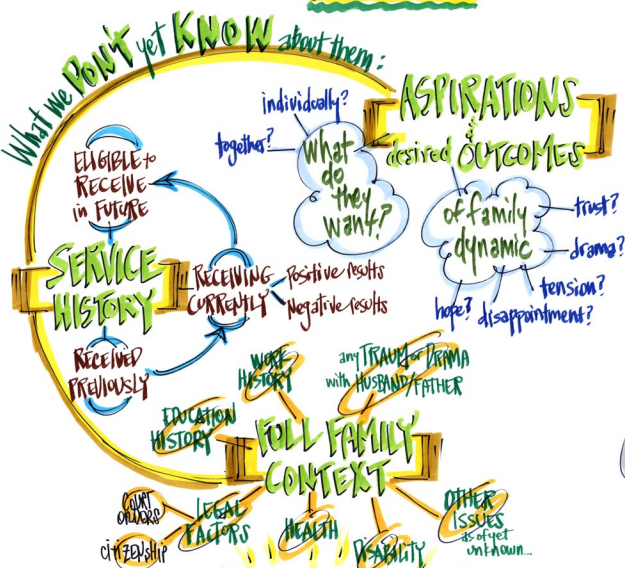 What we DON'T yet KNOW about them:
ASPIRATIONS
&
desired OUTCOMES
individually?
together?
What
do
they
want?
of family
dynamic
trust?
drama?
tension?
disappointment?
hope?
ELIGIBLE to
RECEIVE
in FUTURE
SERVICE
HISTORY
RECEIVING
CURRENTLY
Positive results
Negative results
RECEIVED
PREVIOUSLY
WORK
HISTORY
any TRAUMA or DRAMA
with HUSBAND/FATHER
EDUCATION
HISTORY
FULL FAMILY
CONTEXT
COURT
ORDERS
CITIZENSHIP
LEGAL
FACTORS
HEALTH
DISABILITY
OTHER
ISSUES
as of yet
unknown...